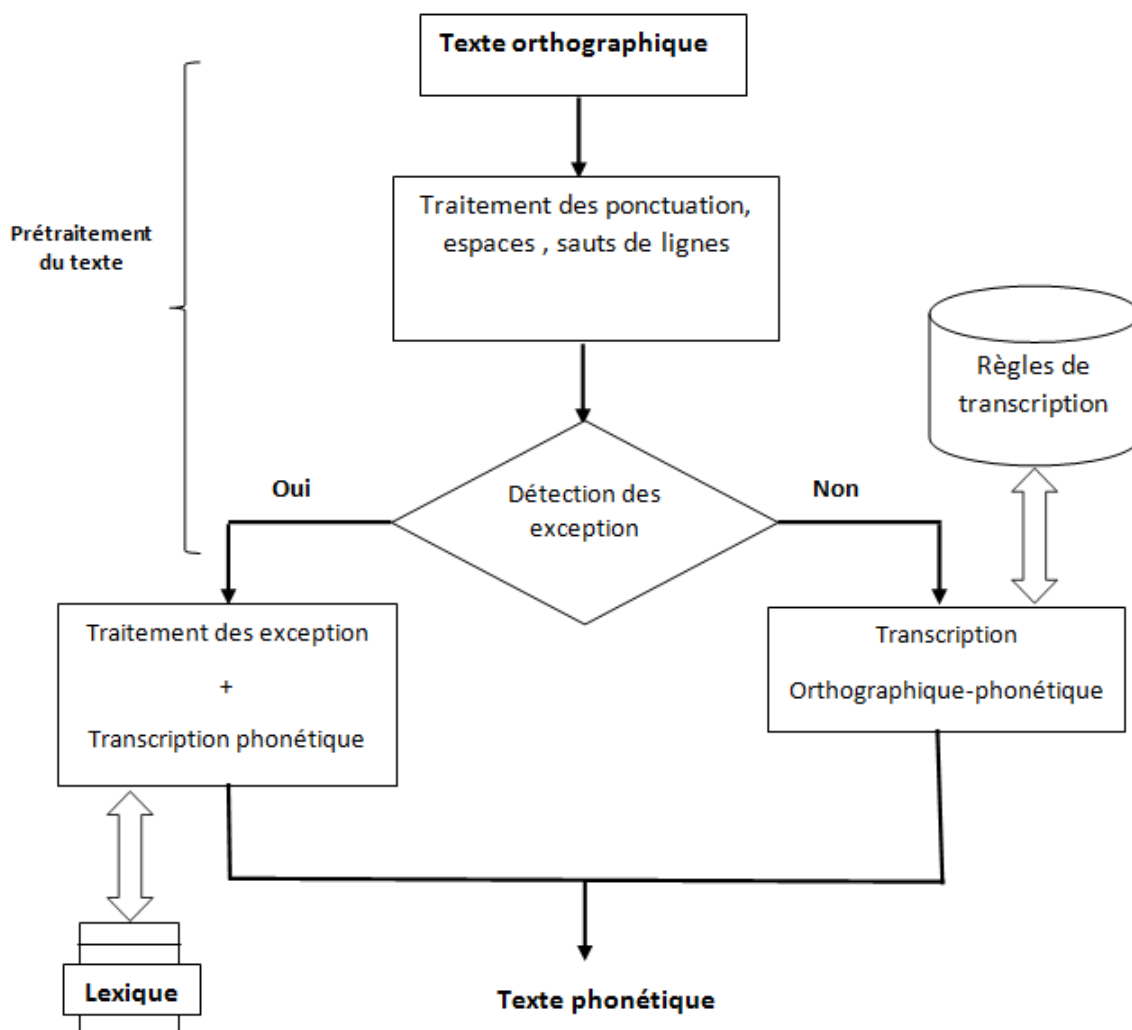 Texte orthographique
Traitement des ponctuation,
espaces , sauts de lignes
Prétraitement
du texte
Règles de
transcription
Oui
Détection des
exception
Non
Traitement des exception
+
Transcription phonétique
Transcription
Orthographique-phonétique
Lexique
Texte phonétique